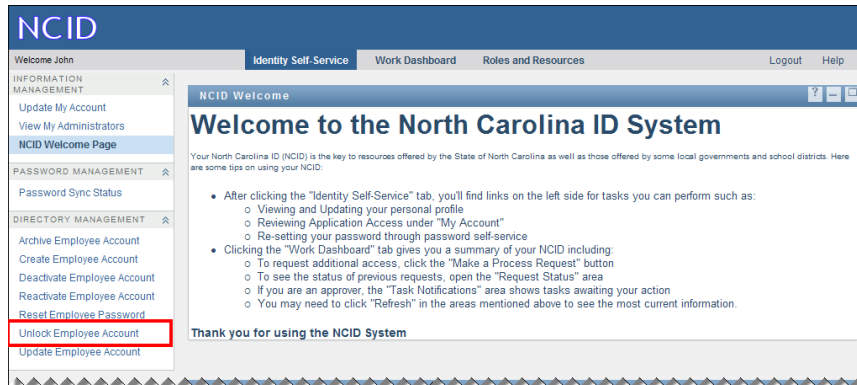 NCID
Welcome John
Identity Self-Service Work Dashboard Roles and Resources Logout Help
INFORMATION
MANAGEMENT
Update My Account
View My Administrators
NCID Welcome Page
PASSWORD MANAGEMENT
Password Sync Status
DIRECTORY MANAGEMENT
Archive Employee Account
Create Employee Account
Deactivate Employee Account
Reactivate Employee Account
Reset Employee Password
Unlock Employee Account
Update Employee Account
NCID Welcome ?
Welcome to the North Carolina ID System
Your North Carolina ID (NCID) is the key to resources offered by the State of North Carolina as well as those offered by some local governments and school districts. Here
are some tips on using your NCID:
After clicking the "Identity Self-Service" tab, you'll find links on the left side for tasks you can perform such as:
Viewing and Updating your personal profile
Reviewing Application Access under "My Account"
Re-setting your password through password self-service
Clicking the "Work Dashboard" tab gives you a summary of your NCID including:
To request additional access, click the "Make a Process Request" button
To see the status of previous requests, open the "Request Status" area
If you are an approver, the "Task Notifications" area shows tasks awaiting your action
You may need to click "Refresh" in the areas mentioned above to see the most current information.
Thank you for using the NCID System